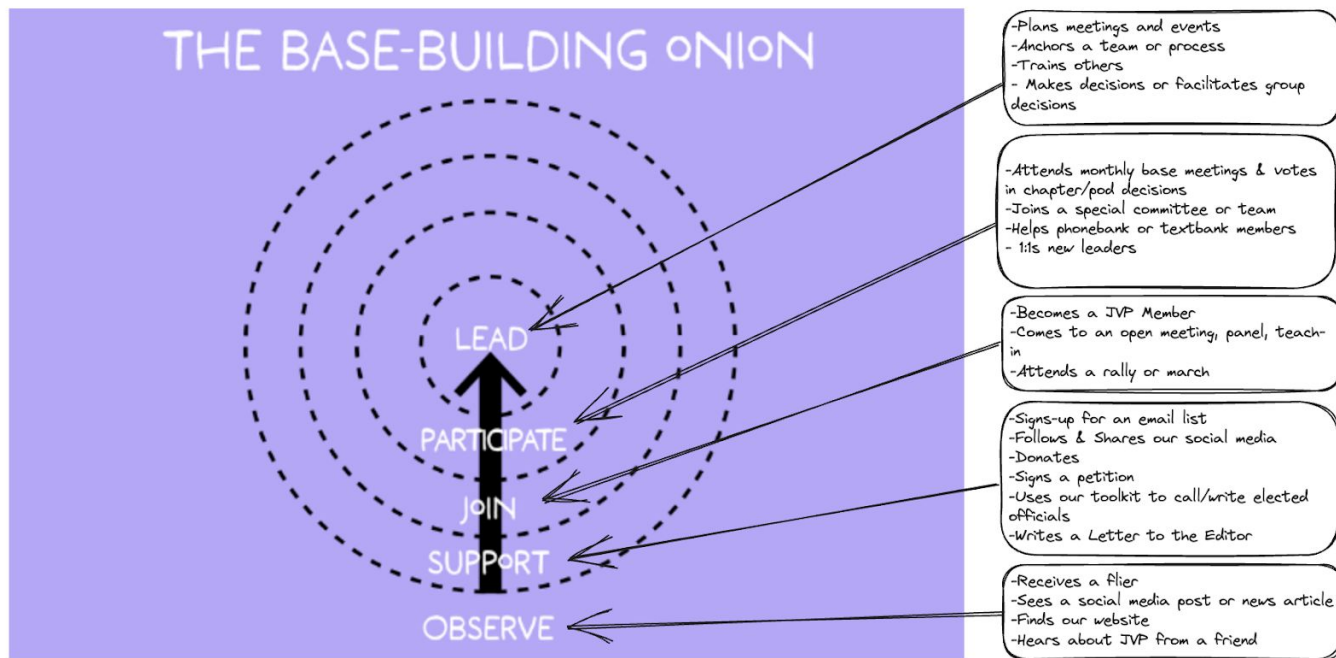 THE BASE-BUILDING ONION
LEAD
PARTICIPATE
JOIN
SUPPORT
OBSERVE
-Plans meetings and events
-Anchors a team or process
-Trains others
- Makes decisions or facilitates group
decisions
-Attends monthly base meetings & votes
in chapter/pod decisions
-Joins a special committee or team
-Helps phonebank or textbank members
- 1:1s new leaders
-Becomes a JVP Member
-Comes to an open meeting, panel, teach-
in
-Attends a rally or march
-Signs-up for an email list
-Follows & Shares our social media
-Donates
-Signs a petition
-Uses our toolkit to call/write elected
officials
-Writes a Letter to the Editor
-Receives a flier
-Sees a social media post or news article
-Finds our website
-Hears about JVP from a friend